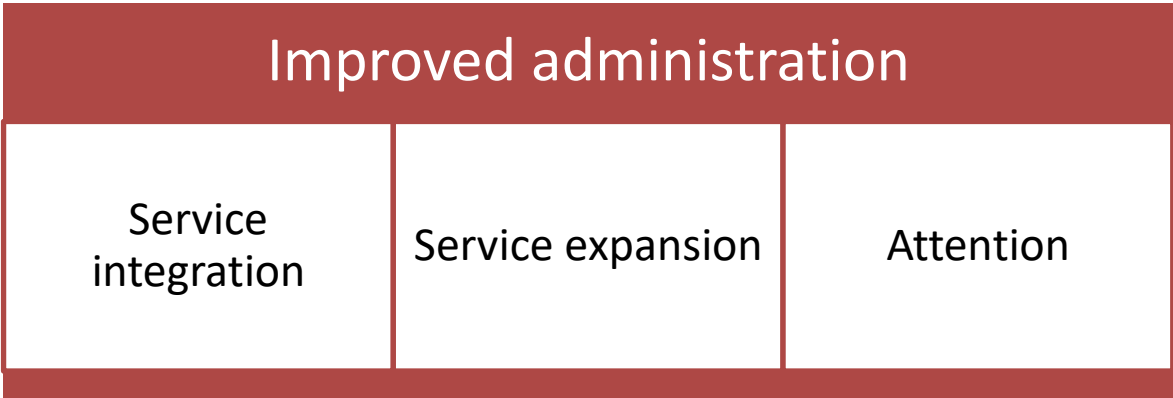 Improved administration
Service
integration
Service expansion
Attention